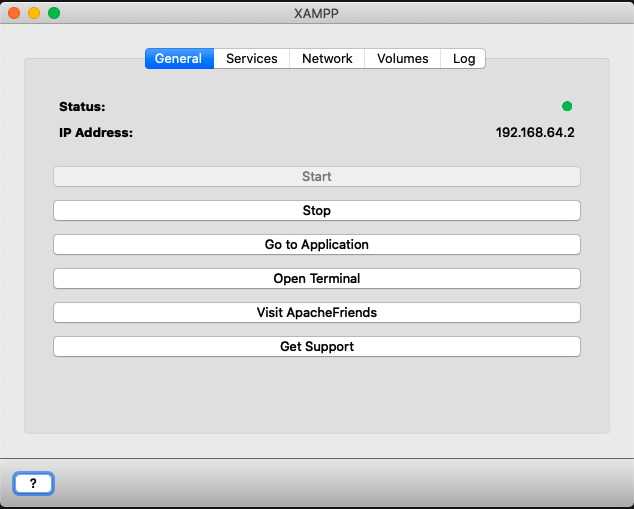 XAMPP
General Services Network Volumes Log
Status:
IP Address: 192.168.64.2
Start
Stop
Go to Application
Open Terminal
Visit ApacheFriends
Get Support
?